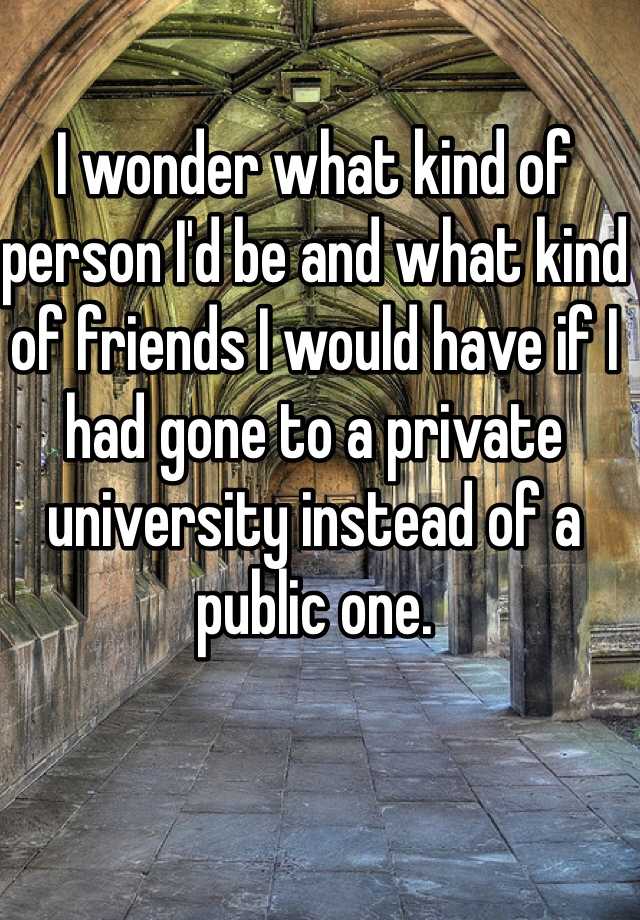 I wonder what kind of
person I'd be and what kind
of friends I would have if I
had gone to a private
university instead of a
public one.